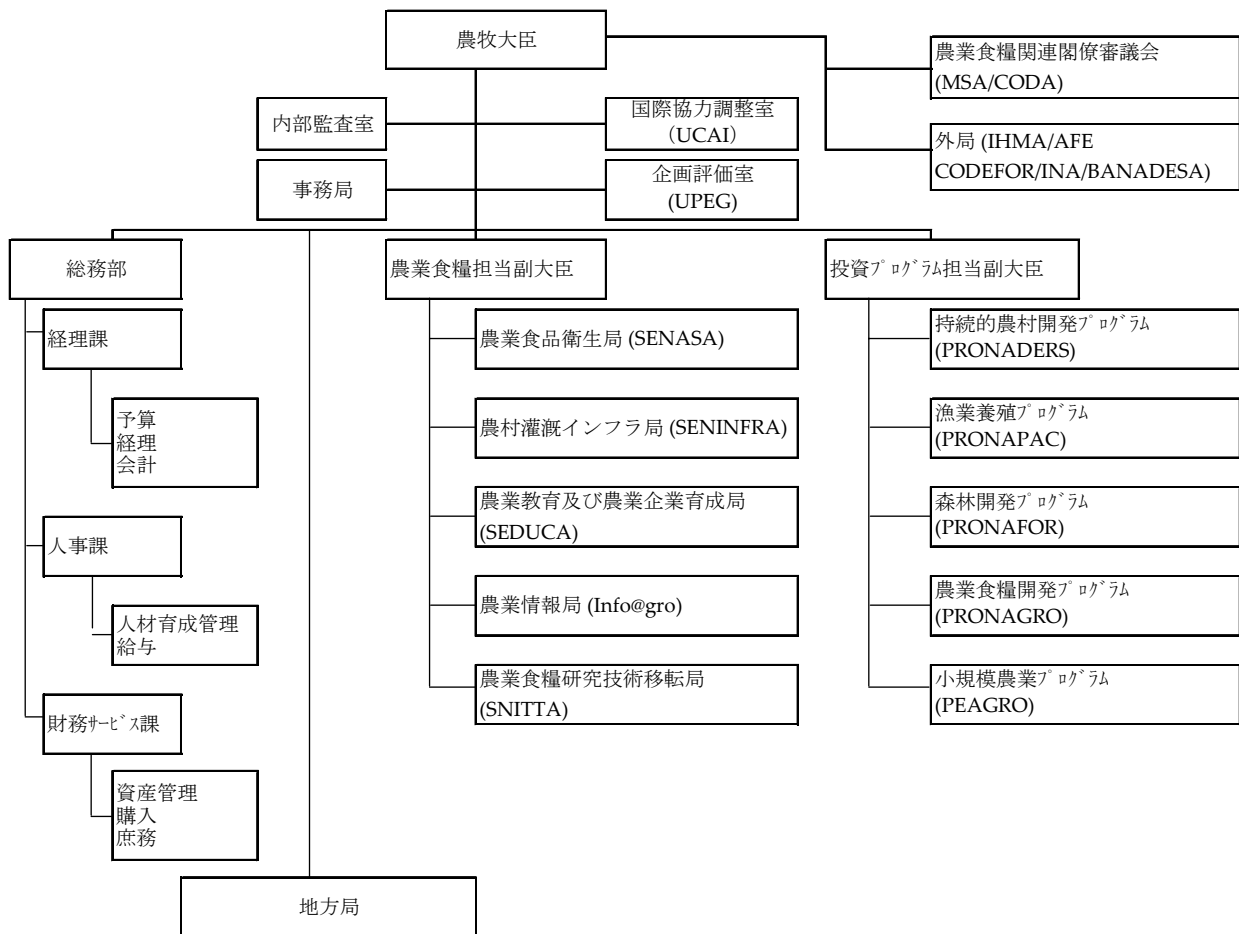 農牧大臣
農業食糧関連閣僚審議会
(MSA/CODA)
内部監査室
国際協力調整室
（UCAI）
外局 (IHMA/AFE
CODEFOR/INA/BANADESA)
事務局
企画評価室
(UPEG)
総務部
農業食糧担当副大臣
投資ﾌﾟﾛｸﾞﾗﾑ担当副大臣
経理課
予算
経理
会計
人事課
人材育成管理
給与
財務ｻｰﾋﾞｽ課
資産管理
購入
庶務
農業食品衛生局 (SENASA)
農村灌漑インフラ局 (SENINFRA)
農業教育及び農業企業育成局
(SEDUCA)
農業情報局 (Info@gro)
農業食糧研究技術移転局
(SNITTA)
持続的農村開発ﾌﾟﾛｸﾞﾗﾑ
(PRONADERS)
漁業養殖ﾌﾟﾛｸﾞﾗﾑ
(PRONAPAC)
森林開発ﾌﾟﾛｸﾞﾗﾑ
(PRONAFOR)
農業食糧開発ﾌﾟﾛｸﾞﾗﾑ
(PRONAGRO)
小規模農業ﾌﾟﾛｸﾞﾗﾑ
(PEAGRO)
地方局